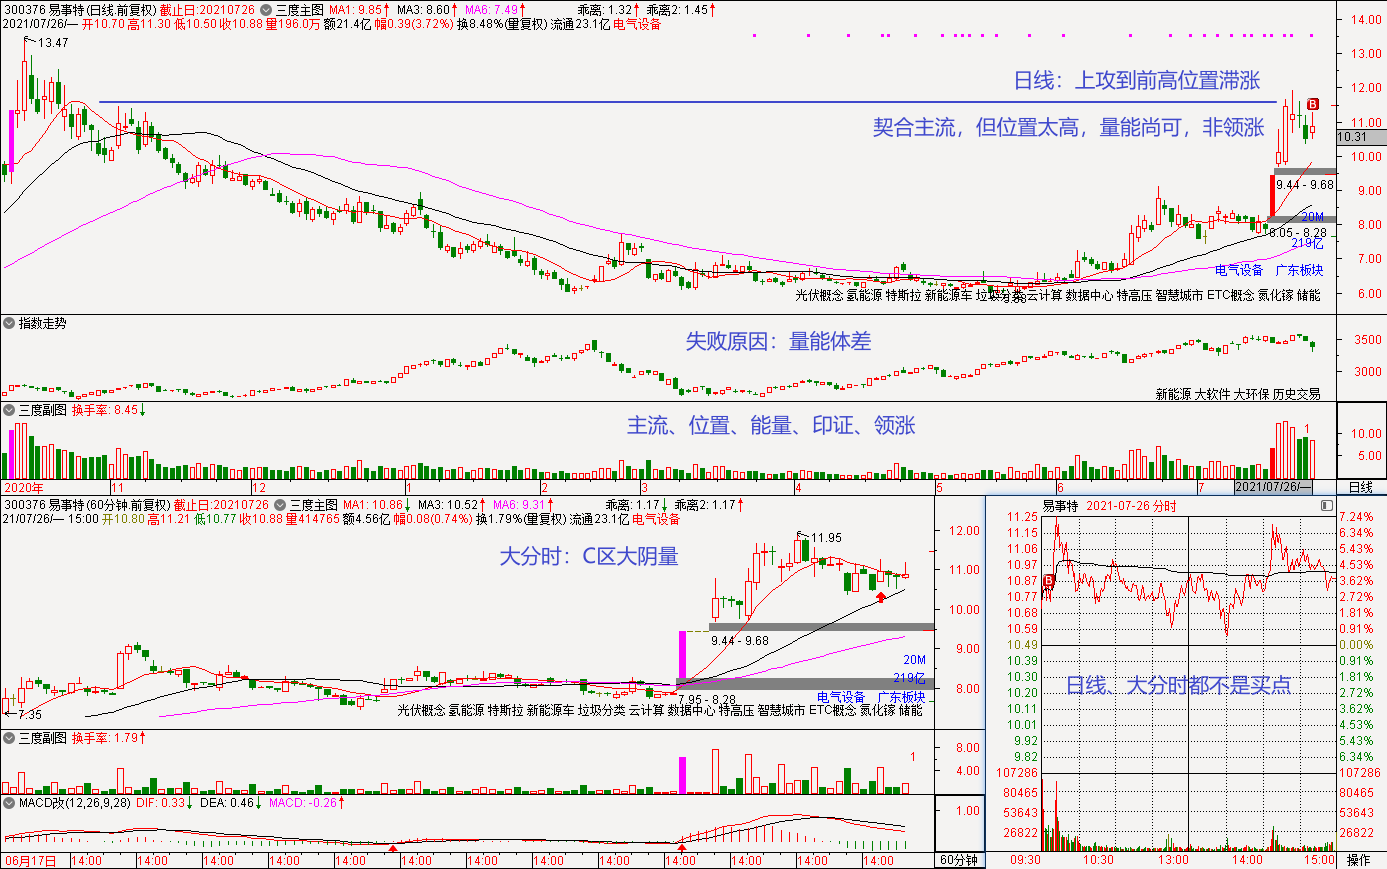 300376 易事特(日线.前复权) 截止日:20210726 三度主图 MA1: 9.85↑ MA3: 8.60↑ MA6: 7.49↑ 乖离: 1.32↑ 乖离2: 1.45↑
2021/07/26/一 开10.70 高11.30 低10.50 收10.88 量196.0万 额21.4亿 幅0.39(3.72%) 换8.48%(量复权) 流通23.1亿 电气设备
13.47
日线：上攻到前高位置滞涨
契合主流，但位置太高，量能尚可，非领涨
B
14.00
13.00
12.00
11.00
10.31
10.00
9.00
8.00
7.00
6.00
9.44 - 9.68
20M
8.05 - 8.28
219亿
电气设备 广东板块
光伏概念 氢能源 特斯拉 新能源车 垃圾分类 云计算 数据中心 特高压 智慧城市 ETC概念 氮化镓 储能
指数走势
失败原因：量能体差
3500
3000
新能源 大软件 大环保 历史交易
三度副图 换手率: 8.45↓
主流、位置、能量、印证、领涨
1
10.00
5.00
2020年 11 12 1 2 3 4 5 6 7 2021/07/26/一 日线
300376 易事特(60分钟.前复权) 截止日:20210726 三度主图 MA1: 10.86↓ MA3: 10.52↑ MA6: 9.31↑ 乖离: 1.17↓ 乖离2: 1.17↑
21/07/26/一 15:00 开10.80 高11.21 低10.77 收10.88 量414765 额4.56亿 幅0.08(0.74%) 换1.79%(量复权) 流通23.1亿 电气设备
大分时：C区大阴量
11.95
12.00
11.00
10.00
9.00
8.00
9.44 - 9.68
20M
219亿
7.95 - 8.28
电气设备 广东板块
7.35
光伏概念 氢能源 特斯拉 新能源车 垃圾分类 云计算 数据中心 特高压 智慧城市 ETC概念 氮化镓 储能
三度副图 换手率: 1.79↑
1
8.00
4.00
MACD改(12,26,9,28) DIF: 0.33↓ DEA: 0.46↓ MACD: -0.26↑
1.00
06月17日 14:00 14:00 14:00 14:00 14:00 14:00 14:00 14:00 14:00 14:00 14:00 14:00 14:00 60分钟
易事特 2021-07-26 分时
11.25 7.24%
11.15 6.34%
11.06 5.43%
10.97 4.53%
10.87 B 3.62%
10.77 2.72%
10.68 1.81%
10.59 0.91%
10.49 0.00%
10.39 0.91%
10.30 1.81%
10.20 2.72%
10.11 3.62%
10.01 4.53%
9.92 5.43%
9.82 6.34%
日线、大分时都不是买点
107286 107286
80465 80465
53643 53643
26822 26822
09:30 10:30 13:00 14:00 15:00 操作